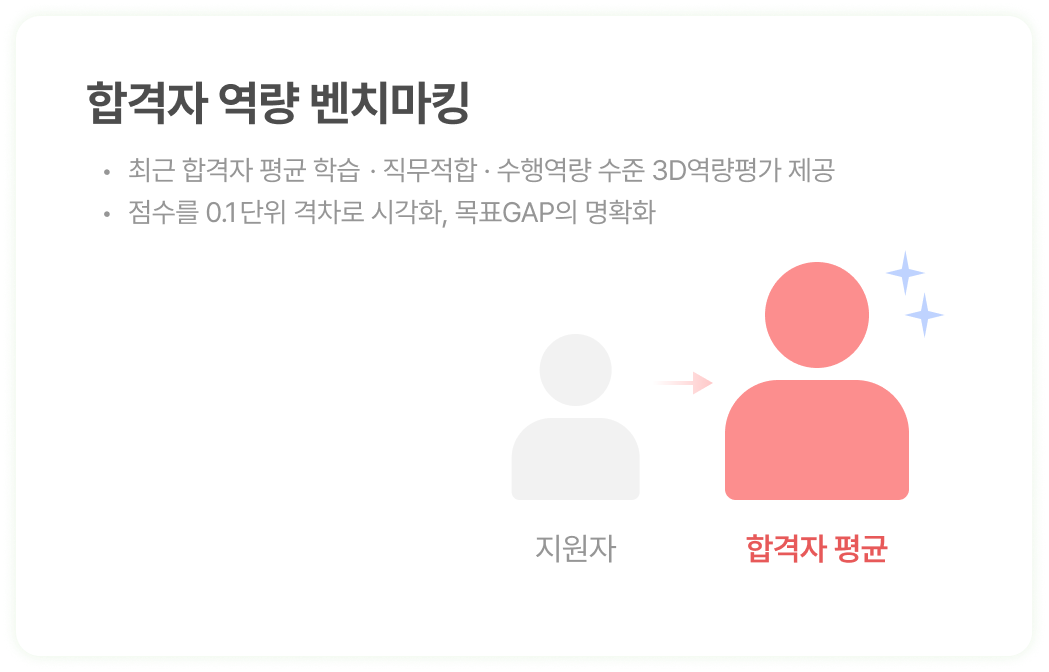 합격자 역량 벤치마킹
• 최근 합격자 평균 학습 · 직무적합 · 수행역량 수준 3D역량평가 제공
• 점수를 0.1단위 격차로 시각화, 목표GAP의 명확화
지원자
합격자 평균